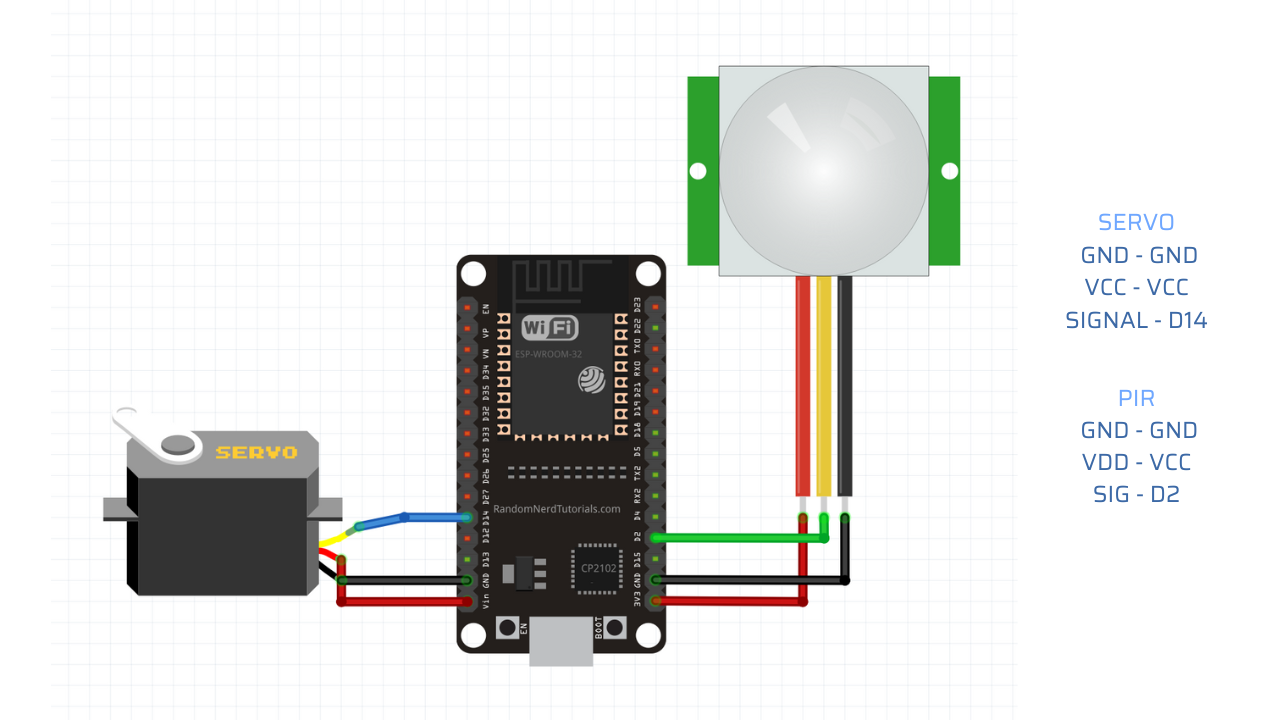 SERVO
GND - GND
VCC - VCC
SIGNAL - D14
PIR
GND - GND
VDD - VCC
SIG - D2
SERVO
WiFi
ESP-WROOM-32
RandomNerdTutorials.com
CP2102
EN
VP
VN
D34
D35
D32
D33
D25
D26
D27
D14
D12
D13
GND
Vin
D23
D22
TX0
RX0
D21
D19
D18
D5
TX2
RX2
D4
D2
D15
GND
3V3
EN
BOOT